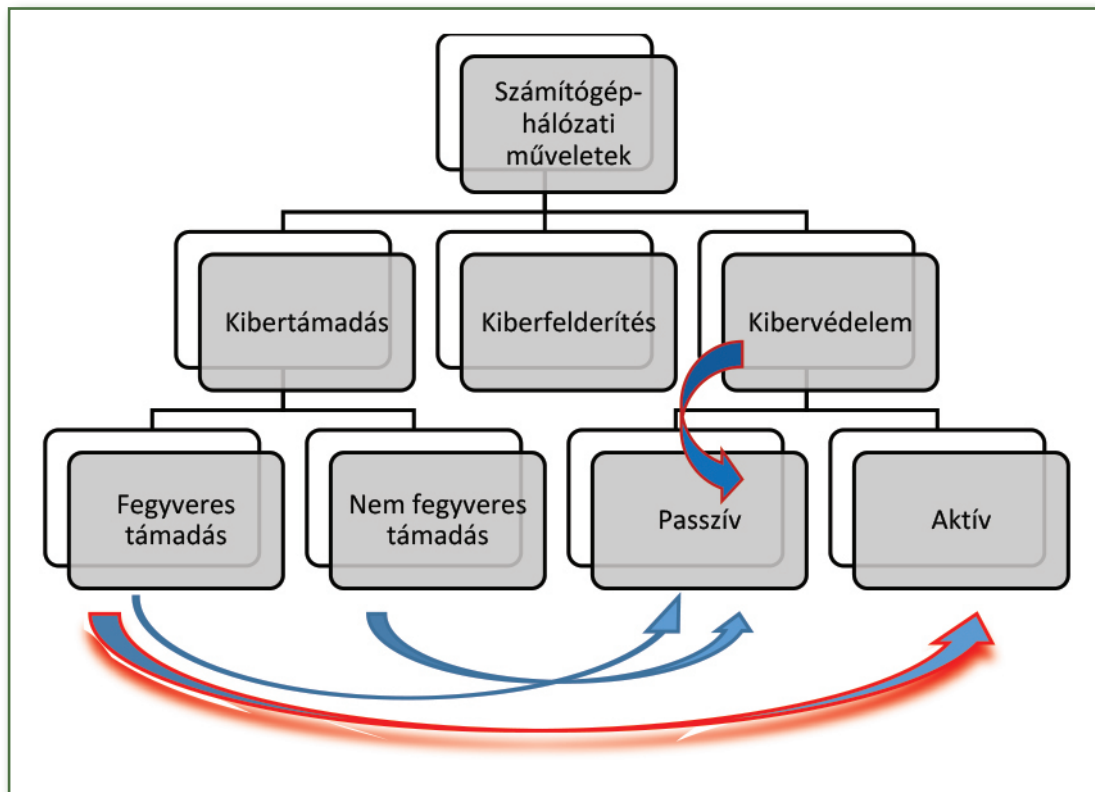 Számítógép-
hálózati
műveletek
Kibertámadás
Kiberfelderítés
Kibervédelem
Fegyveres
támadás
Nem fegyveres
támadás
Passzív
Aktív